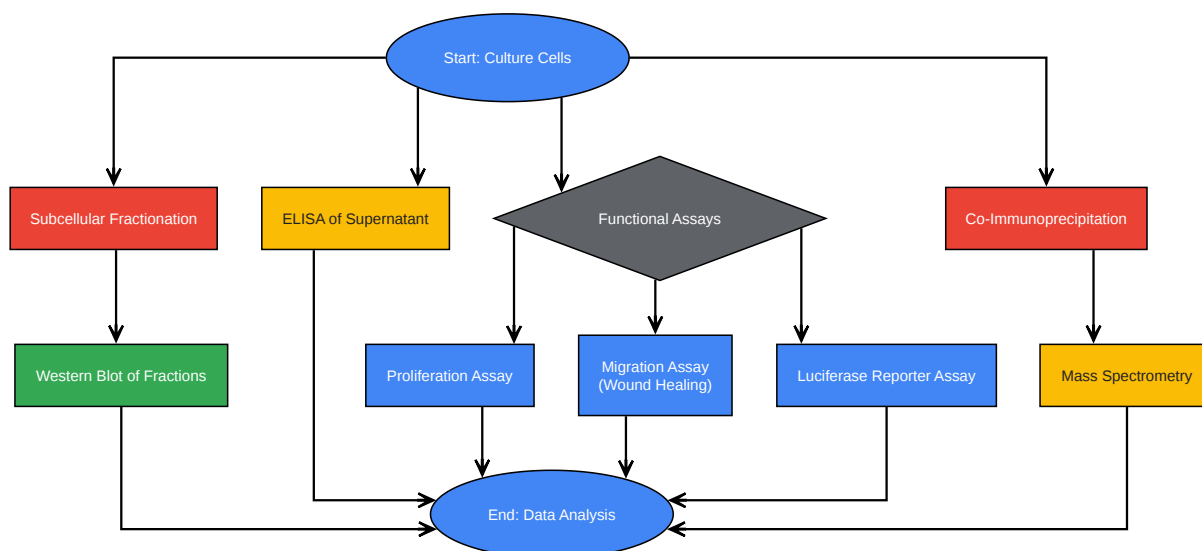 Start: Culture Cells
Subcellular Fractionation
ELISA of Supernatant
Functional Assays
Co-Immunoprecipitation
Western Blot of Fractions
Proliferation Assay
Migration Assay
(Wound Healing)
Luciferase Reporter Assay
Mass Spectrometry
End: Data Analysis